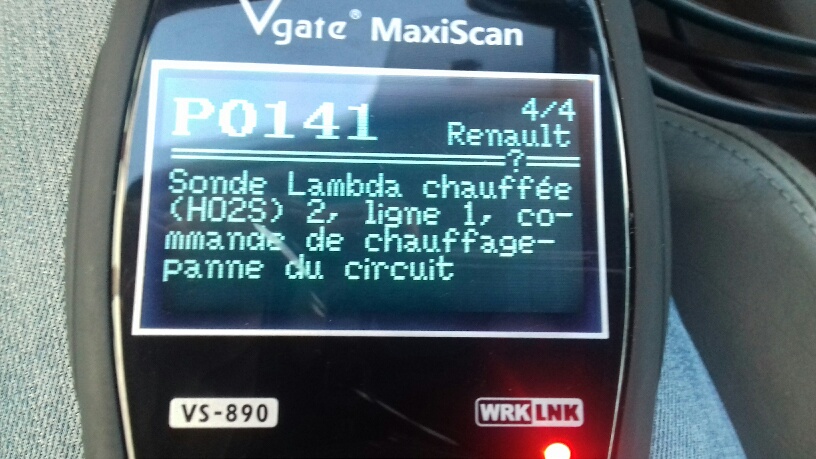 Vgate® MaxiScan
P0141
4/4
Renault
?
Sonde Lambda chauffée
(HO2S) 2, ligne 1, co-
mmande de chauffage-
panne du circuit
VS-890
WRK LNK